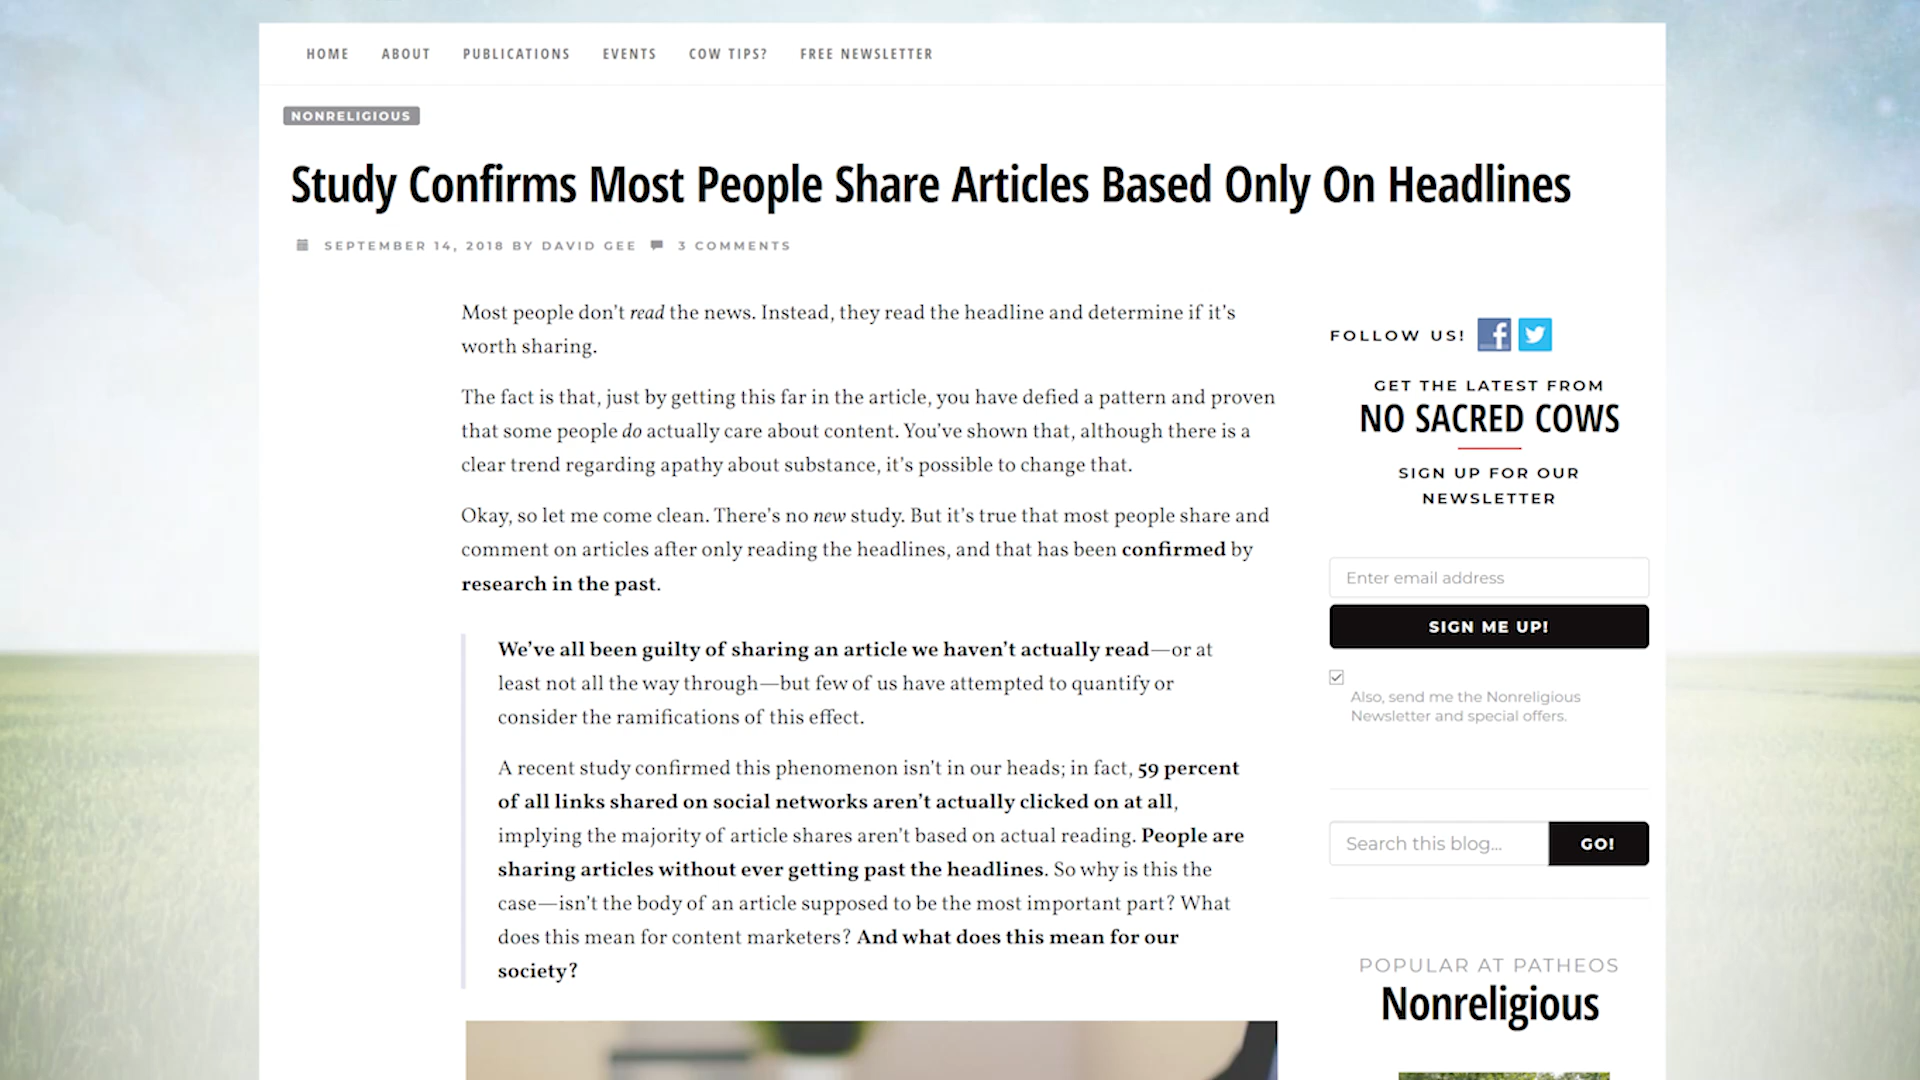 HOME ABOUT PUBLICATIONS EVENTS COW TIPS? FREE NEWSLETTER
NONRELIGIOUS
Study Confirms Most People Share Articles Based Only On Headlines
SEPTEMBER 14, 2018 BY DAVID GEE 3 COMMENTS
Most people don't read the news. Instead, they read the headline and determine if it's
worth sharing.
The fact is that, just by getting this far in the article, you have defied a pattern and proven
that some people do actually care about content. You've shown that, although there is a
clear trend regarding apathy about substance, it's possible to change that.
Okay, so let me come clean. There's no new study. But it's true that most people share and
comment on articles after only reading the headlines, and that has been confirmed by
research in the past.
We've all been guilty of sharing an article we haven't actually read—or at
least not all the way through—but few of us have attempted to quantify or
consider the ramifications of this effect.
A recent study confirmed this phenomenon isn't in our heads; in fact, 59 percent
of all links shared on social networks aren't actually clicked on at all,
implying the majority of article shares aren't based on actual reading. People are
sharing articles without ever getting past the headlines. So why is this the
case—isn't the body of an article supposed to be the most important part? What
does this mean for content marketers? And what does this mean for our
society?
FOLLOW US!
GET THE LATEST FROM
NO SACRED COWS
SIGN UP FOR OUR
NEWSLETTER
Enter email address
SIGN ME UP!
Also, send me the Nonreligious
Newsletter and special offers.
Search this blog... GO!
POPULAR AT PATHEOS
Nonreligious